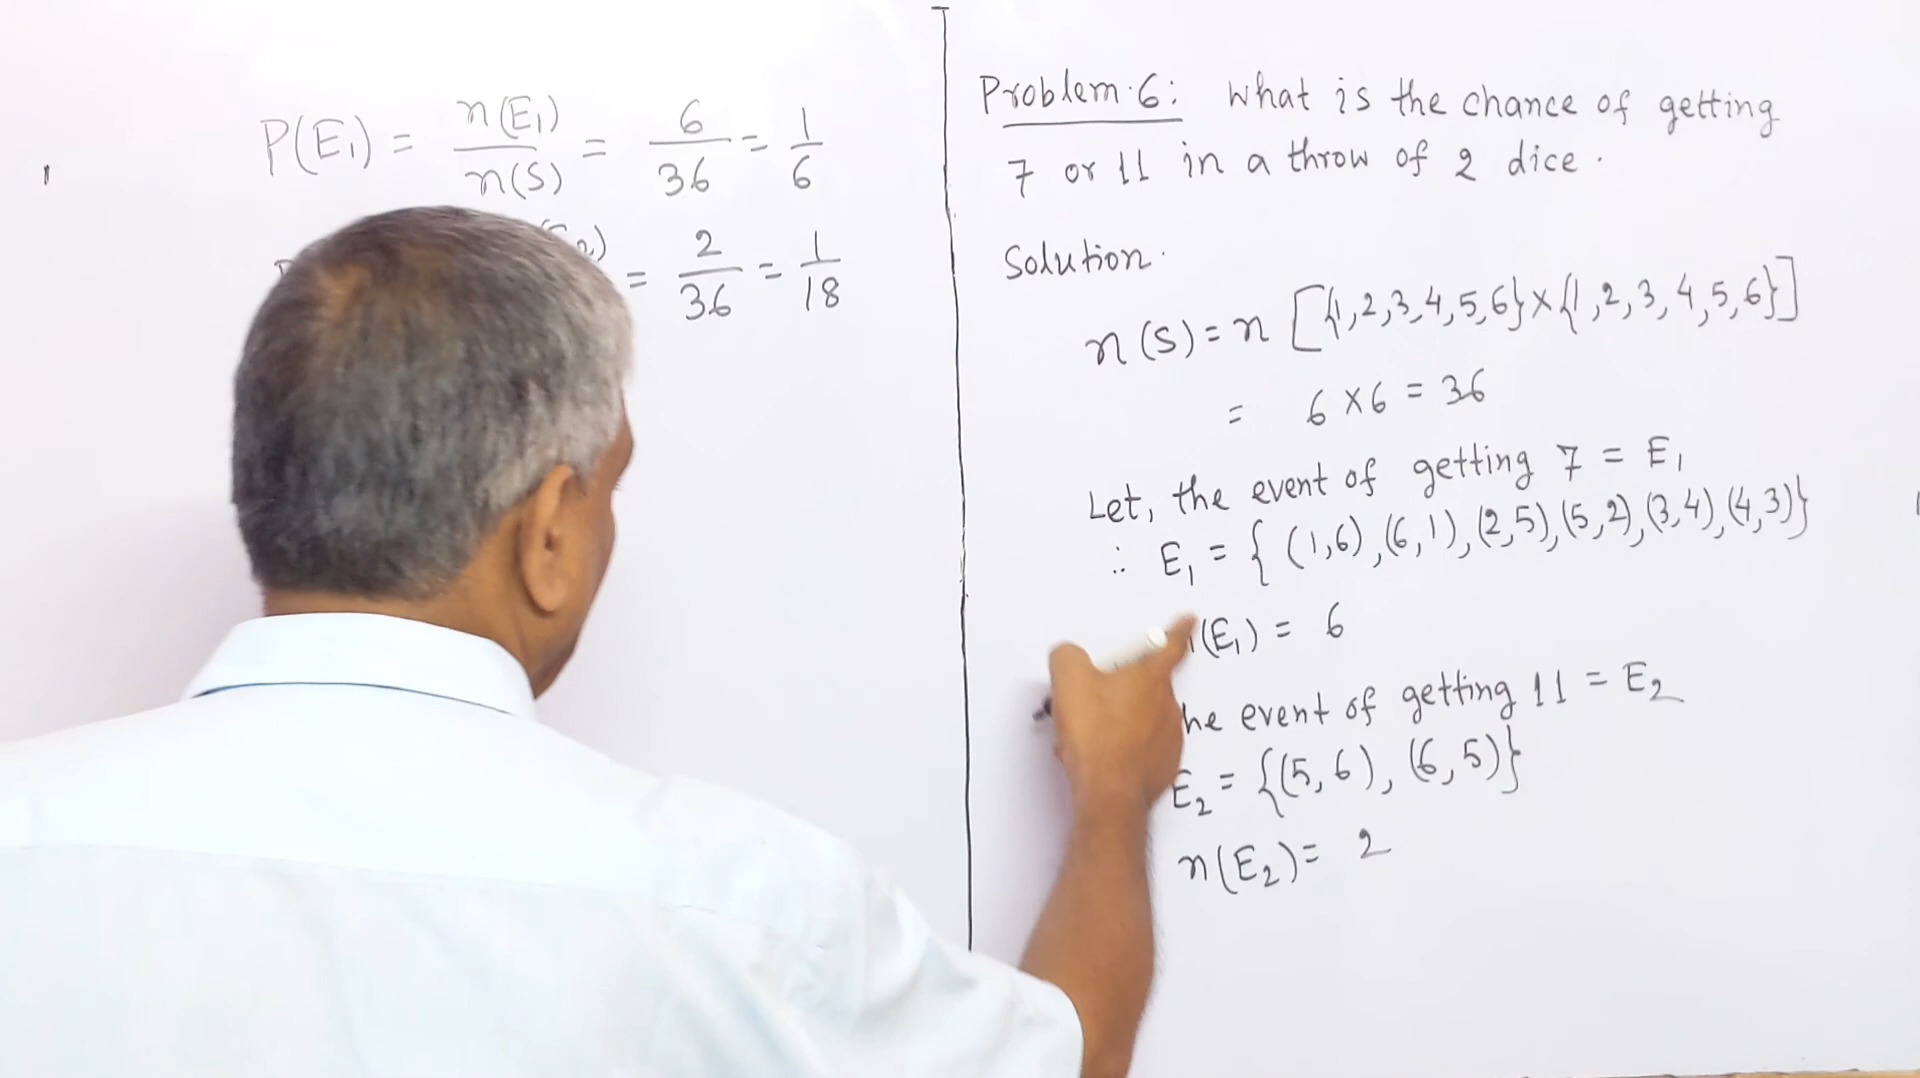 P(E₁) = n(E₁)/n(S) = 6/36 = 1/6
= 2/36 = 1/18
Problem·6: What is the chance of getting
7 or 11 in a throw of 2 dice.
Solution.
n(S) = n [{1,2,3,4,5,6}×{1,2,3,4,5,6}]
= 6×6 = 36
Let, the event of getting 7 = E₁
∴ E₁ = { (1,6),(6,1),(2,5),(5,2),(3,4),(4,3)}
(E₁) = 6
he event of getting 11 = E₂
E₂ = {(5,6), (6,5)}
n(E₂) = 2